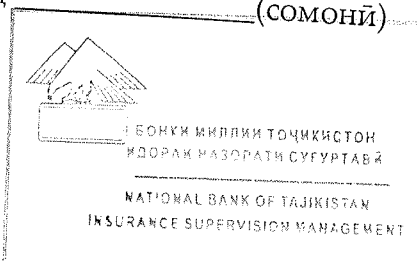 (СОМОНӢ)
БОНКИ МИЛЛИИ ТОҶИКИСТОН
ИДОРАИ НАЗОРАТИ СУҒУРТАВӢ
NATIONAL BANK OF TAJIKISTAN
INSURANCE SUPERVISION MANAGEMENT